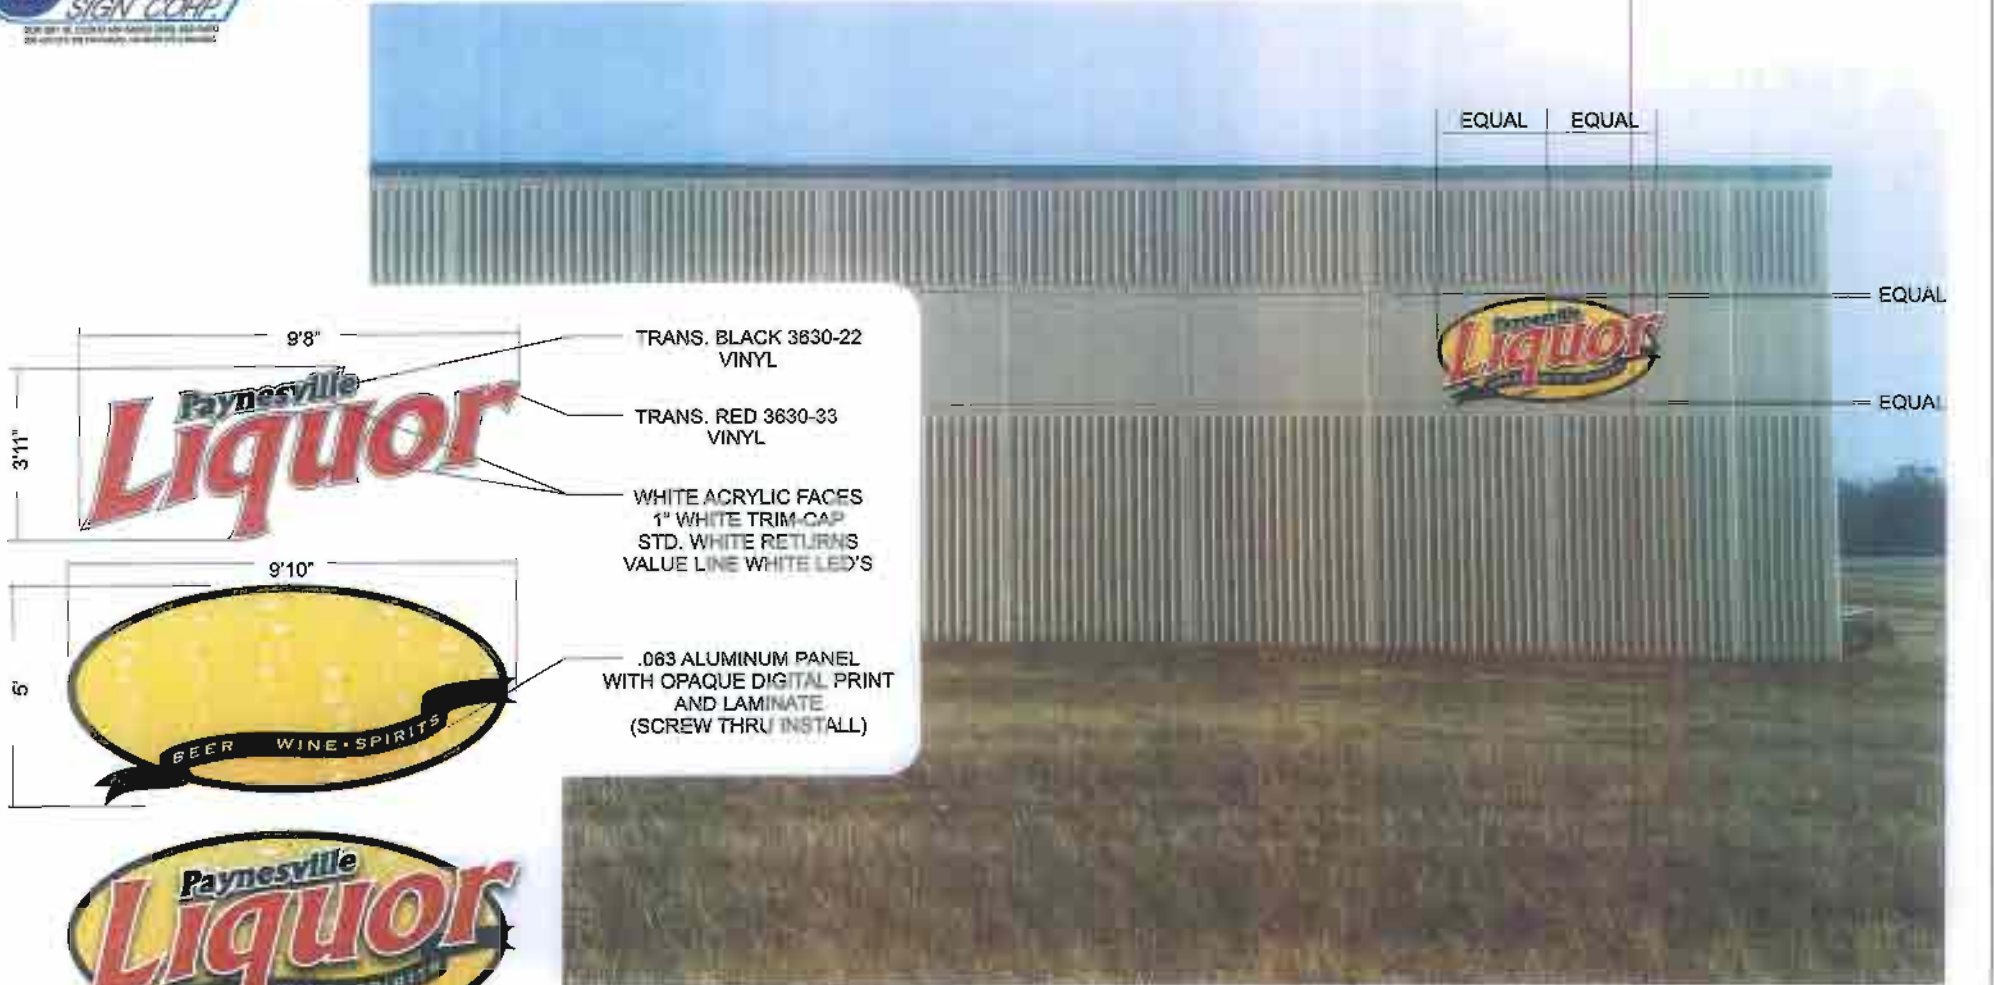 SIGN CORP.
EQUAL EQUAL
EQUAL
EQUAL
Paynesville
Liquor
9'8"
3'11"
Paynesville
Liquor
TRANS. BLACK 3630-22
VINYL
TRANS. RED 3630-33
VINYL
WHITE ACRYLIC FACES
1" WHITE TRIM-CAP
STD. WHITE RETURNS
VALUE LINE WHITE LED'S
9'10"
5'
BEER WINE • SPIRITS
.063 ALUMINUM PANEL
WITH OPAQUE DIGITAL PRINT
AND LAMINATE
(SCREW THRU INSTALL)
Paynesville
Liquor